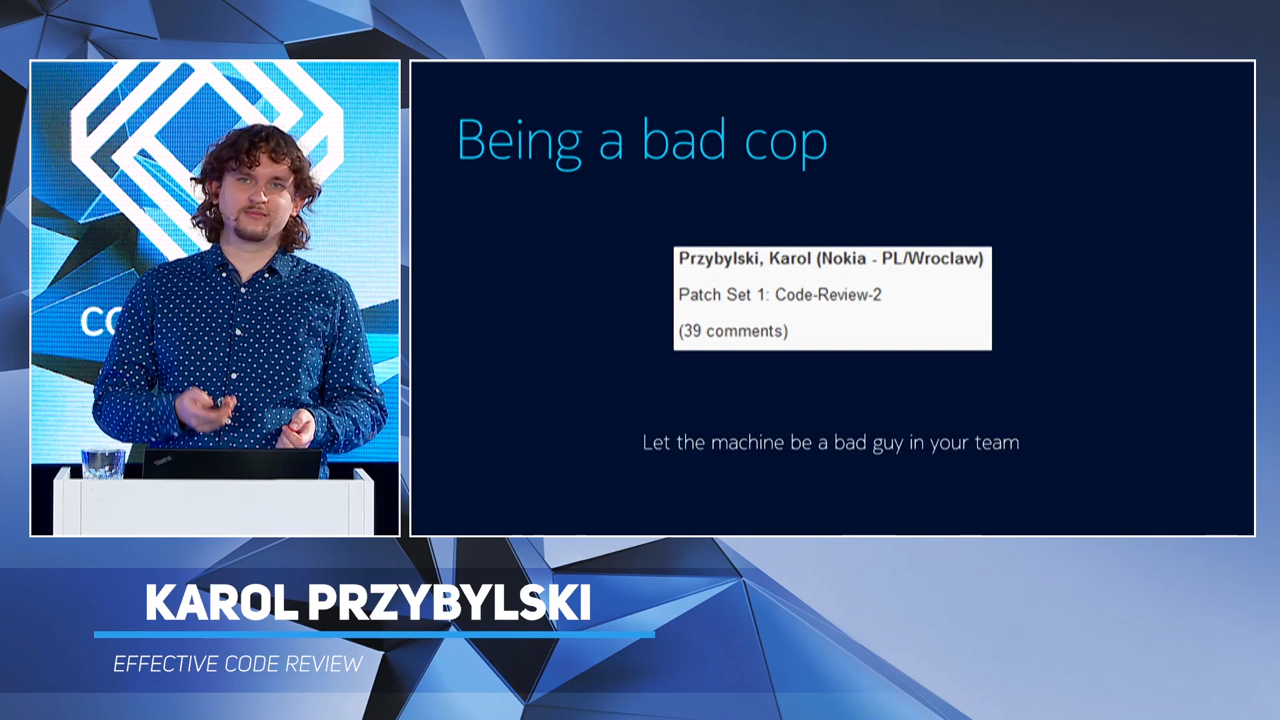 Being a bad cop
Przybylski, Karol (Nokia - PL/Wroclaw)
Patch Set 1: Code-Review-2
(39 comments)
Let the machine be a bad guy in your team
KAROL PRZYBYLSKI
EFFECTIVE CODE REVIEW